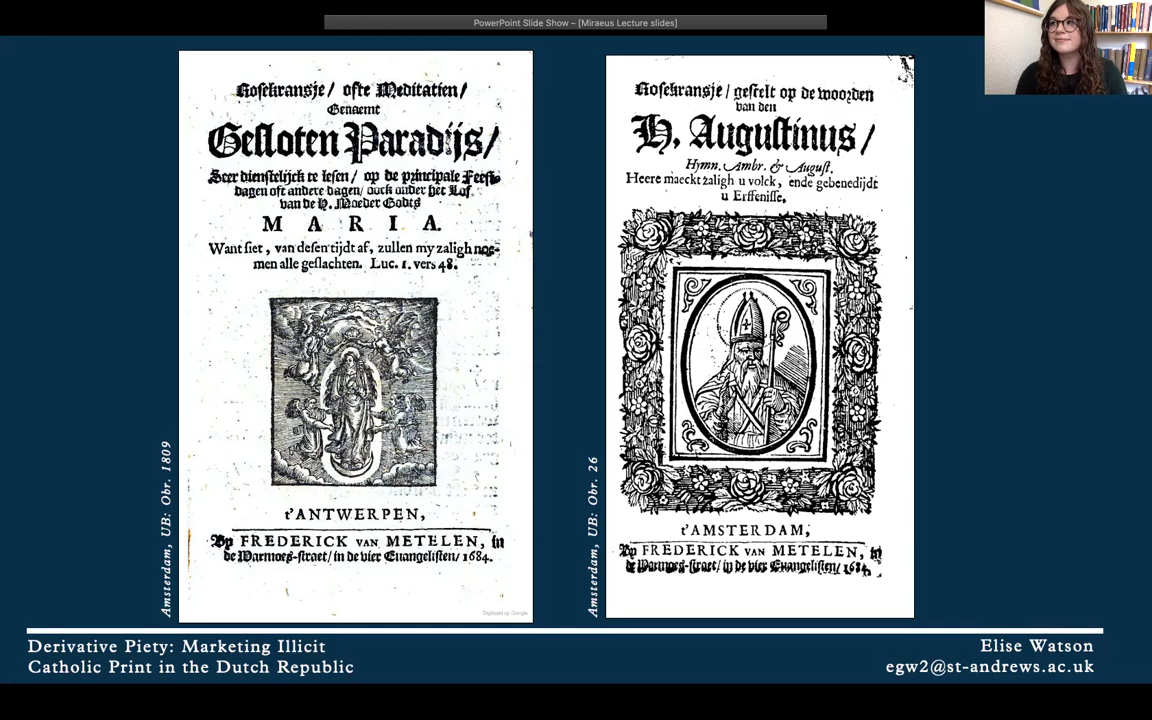 PowerPoint Slide Show – [Miraeus Lecture slides]
Rosekransje / ofte Meditatien /
Genaemt
Gesloten Paradijs /
Seer dienstelijck te lesen / op de principale Feest-
dagen oft andere dagen / oock onder het Lof
van de H. Moeder Godts
MARIA.
Want siet, van desen tijdt af, zullen my zaligh noe-
men alle geslachten. Luc. 1. vers 48.
t'ANTWERPEN,
By FREDERICK VAN METELEN, in
de Warmoes-straet / in de vier Euangelisten / 1684.
Digitized by Google
Amsterdam, UB: Obr. 1809
Rosekransje / gestelt op de woorden
van den
H. Augustinus /
Hymn. Ambr. & August.
Heere maeckt zaligh u volck, ende gebenedijdt
u Erffenisse.
t'AMSTERDAM,
By FREDERICK VAN METELEN, in
de Warmoes-straet / in de vier Euangelisten / 1684.
Amsterdam, UB: Obr. 26
Derivative Piety: Marketing Illicit
Catholic Print in the Dutch Republic
Elise Watson
egw2@st-andrews.ac.uk